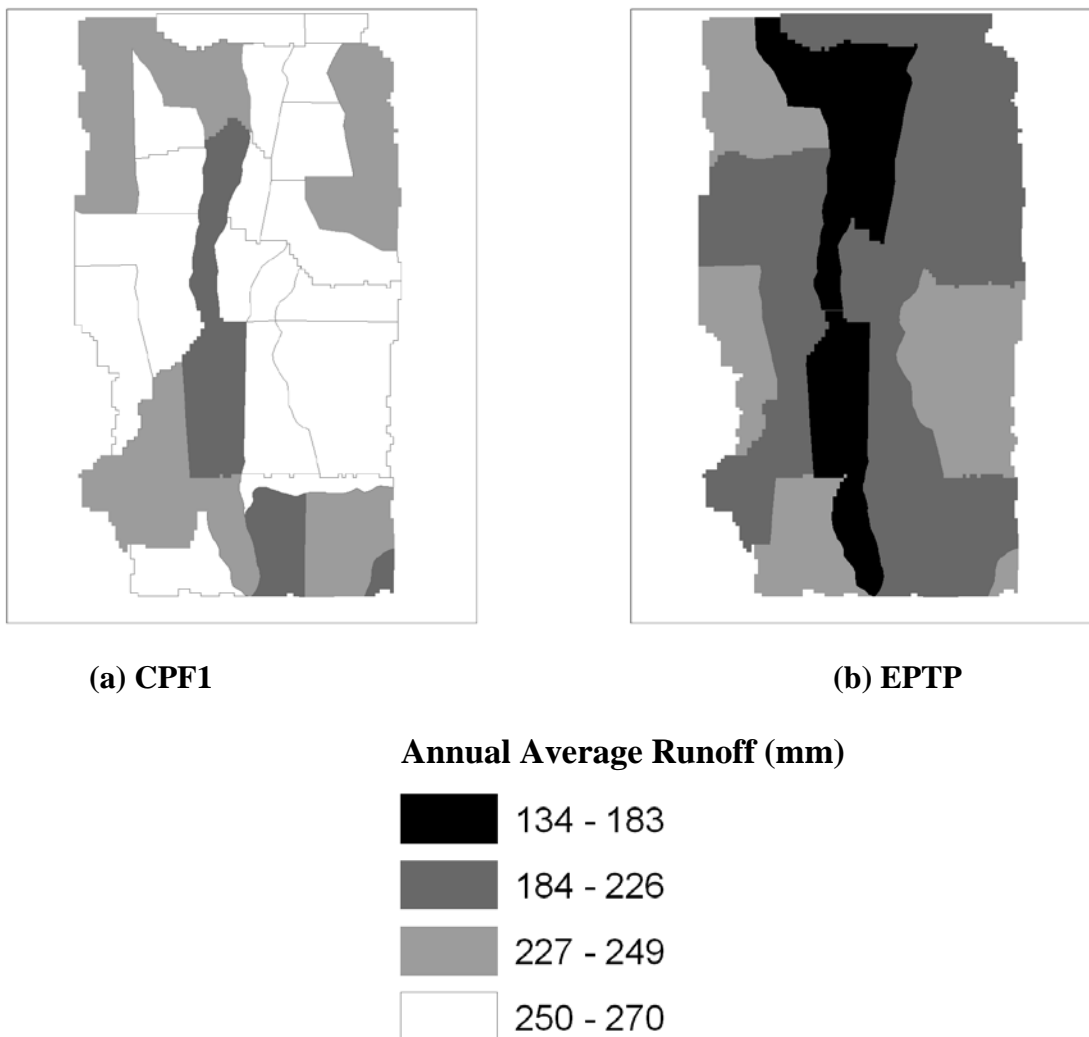 (a) CPF1
(b) EPTP
Annual Average Runoff (mm)
134 - 183
184 - 226
227 - 249
250 - 270